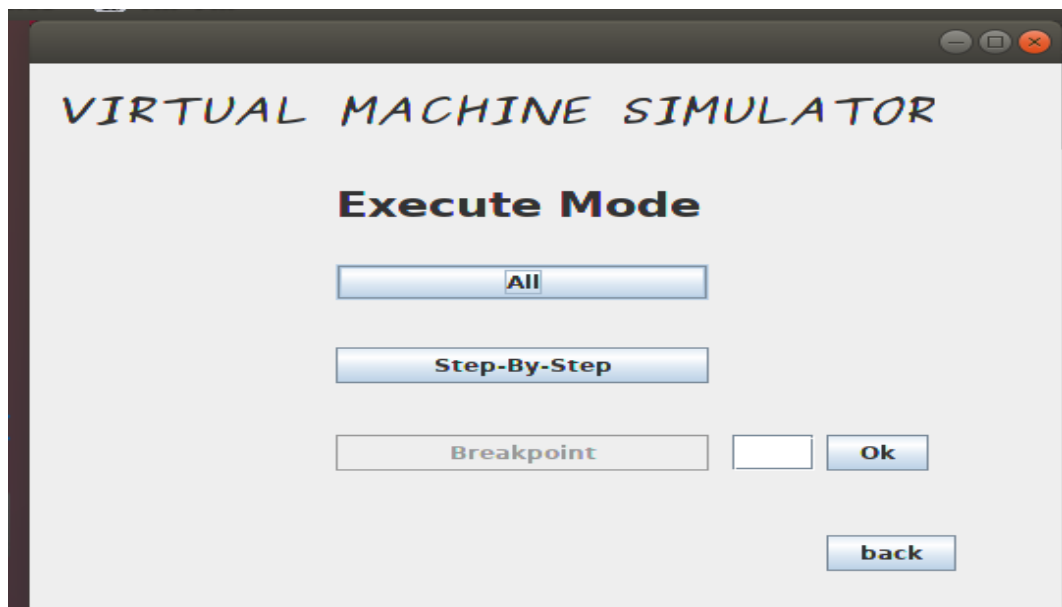 VIRTUAL MACHINE SIMULATOR
Execute Mode
All
Step-By-Step
Breakpoint Ok
back